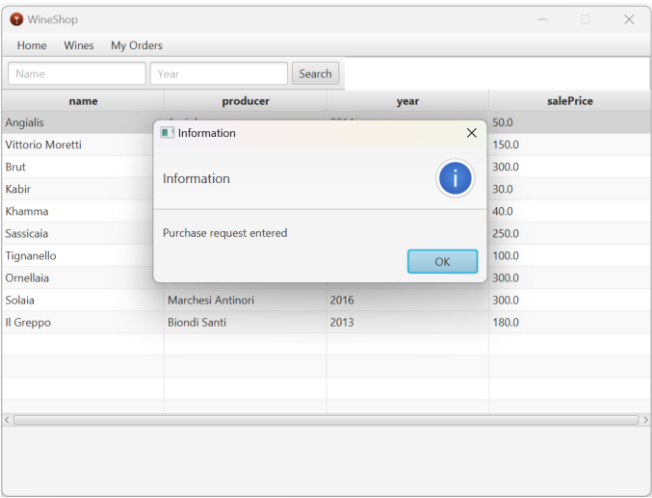 WineShop
Home Wines My Orders
Name Year Search
name producer year salePrice
Angialis 50.0
Vittorio Moretti 150.0
Brut 300.0
Kabir 30.0
Khamma 40.0
Sassicaia 250.0
Tignanello 100.0
Ornellaia 300.0
Solaia Marchesi Antinori 2016 300.0
Il Greppo Biondi Santi 2013 180.0
Information
Information
Purchase request entered
OK